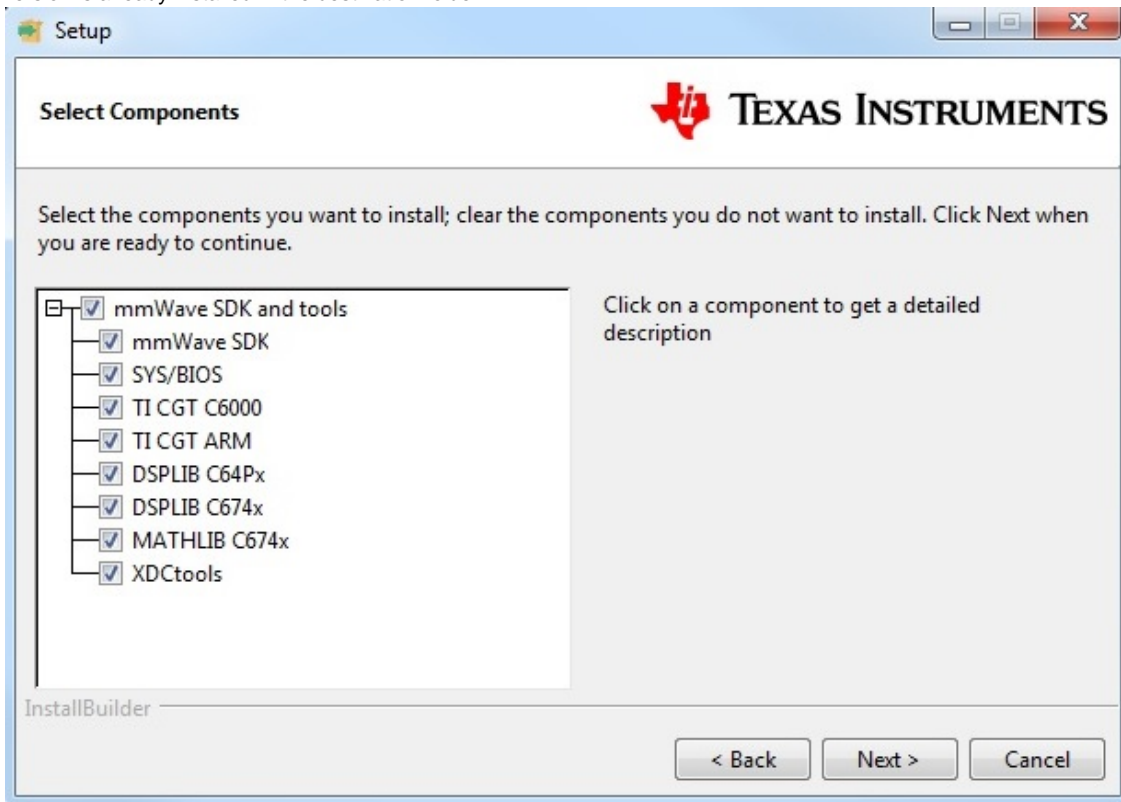 Setup
Select Components
TEXAS INSTRUMENTS
Select the components you want to install; clear the components you do not want to install. Click Next when
you are ready to continue.
mmWave SDK and tools
mmWave SDK
SYS/BIOS
TI CGT C6000
TI CGT ARM
DSPLIB C64Px
DSPLIB C674x
MATHLIB C674x
XDCtools
Click on a component to get a detailed
description
InstallBuilder
< Back
Next >
Cancel